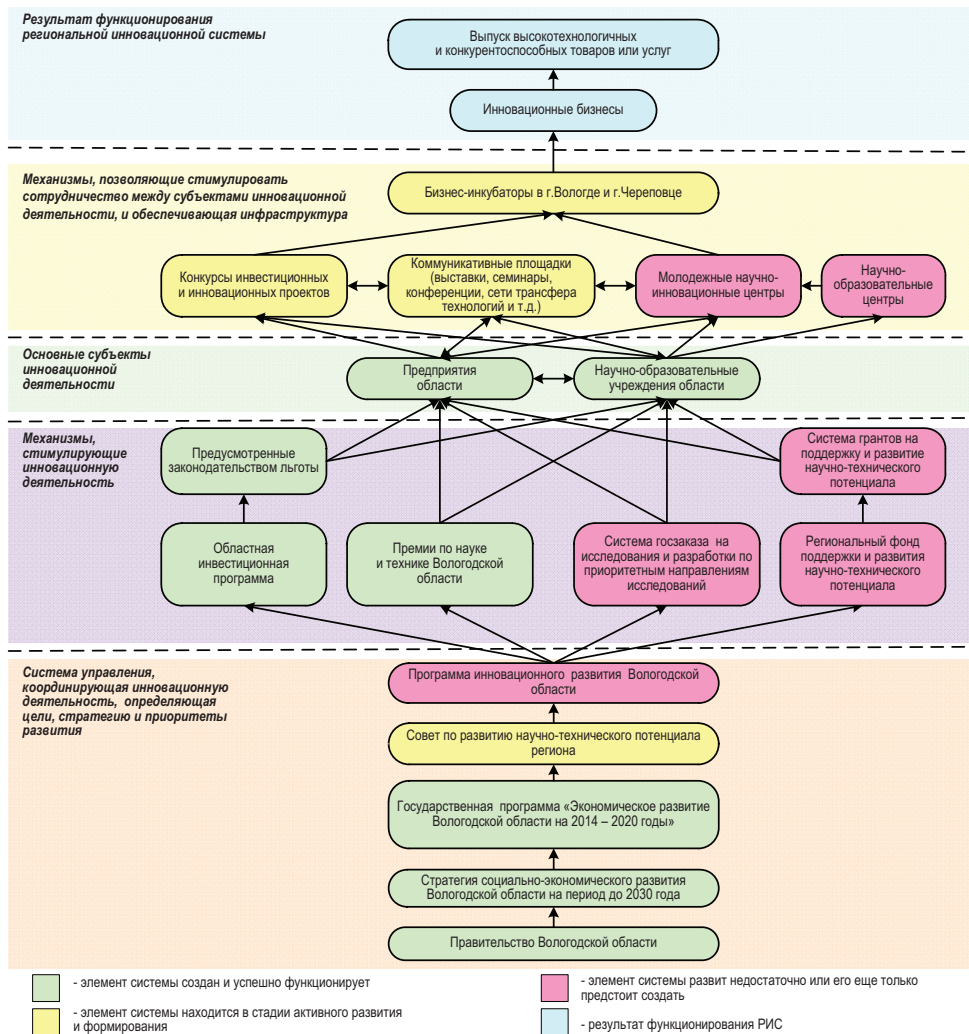 Результат функционирования
региональной инновационной системы
Выпуск высокотехнологичных
и конкурентоспособных товаров или услуг
Инновационные бизнесы
Механизмы, позволяющие стимулировать
сотрудничество между субъектами инновационной
деятельности, и обеспечивающая инфраструктура
Бизнес-инкубаторы в г.Вологде и г.Череповце
Конкурсы инвестиционных
и инновационных проектов
Коммуникативные площадки
(выставки, семинары,
конференции, сети трансфера
технологий и т.д.)
Молодежные научно-
инновационные центры
Научно-
образовательные
центры
Основные субъекты
инновационной
деятельности
Предприятия
области
Научно-образовательные
учреждения области
Механизмы,
стимулирующие
инновационную
деятельность
Предусмотренные
законодательством льготы
Система грантов на
поддержку и развитие
научно-технического
потенциала
Областная
инвестиционная
программа
Премии по науке
и технике Вологодской
области
Система госзаказа на
исследования и разработки по
приоритетным направлениям
исследований
Региональный фонд
поддержки и развития
научно-технического
потенциала
Система управления,
координирующая инновационную
деятельность, определяющая
цели, стратегию и приоритеты
развития
Программа инновационного развития Вологодской
области
Совет по развитию научно-технического потенциала
региона
Государственная программа «Экономическое развитие
Вологодской области на 2014 – 2020 годы»
Стратегия социально-экономического развития
Вологодской области на период до 2030 года
Правительство Вологодской области
- элемент системы создан и успешно функционирует
- элемент системы находится в стадии активного развития
и формирования
- элемент системы развит недостаточно или его еще только
предстоит создать
- результат функционирования РИС